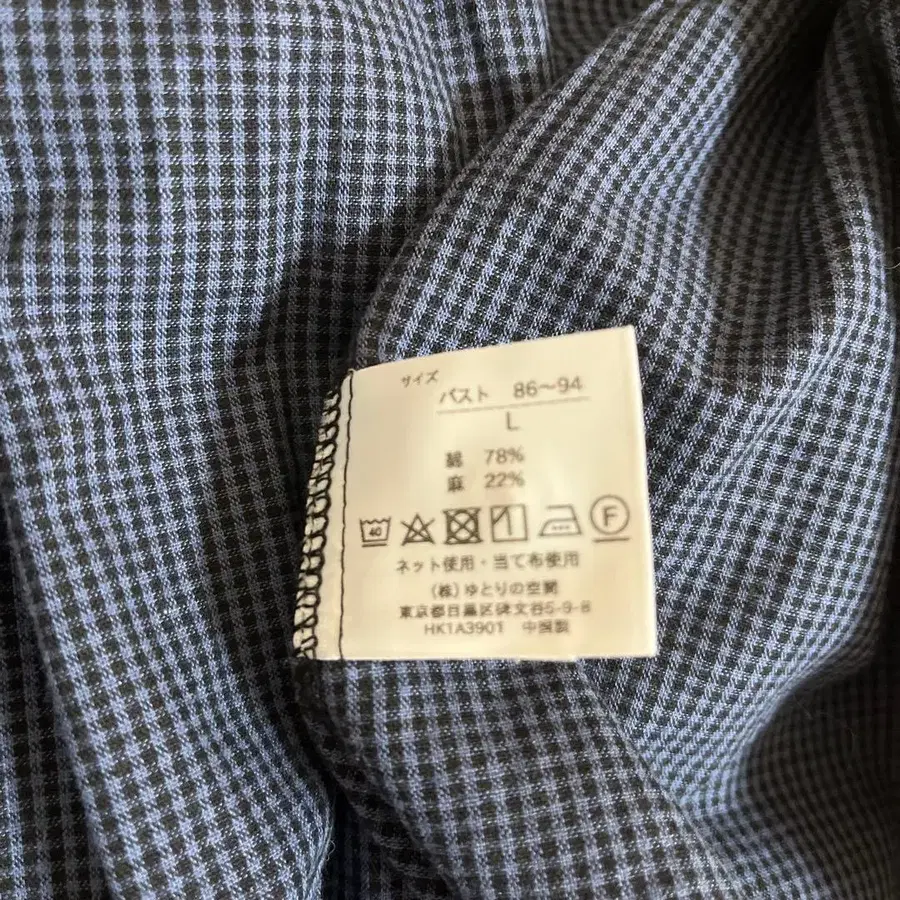 サイズ
バスト 86～94
L
綿 78%
麻 22%
40
F
ネット使用・当て布使用
(株)ゆとりの空間
東京都目黒区碑文谷5-9-8
HK1A3901 中国製